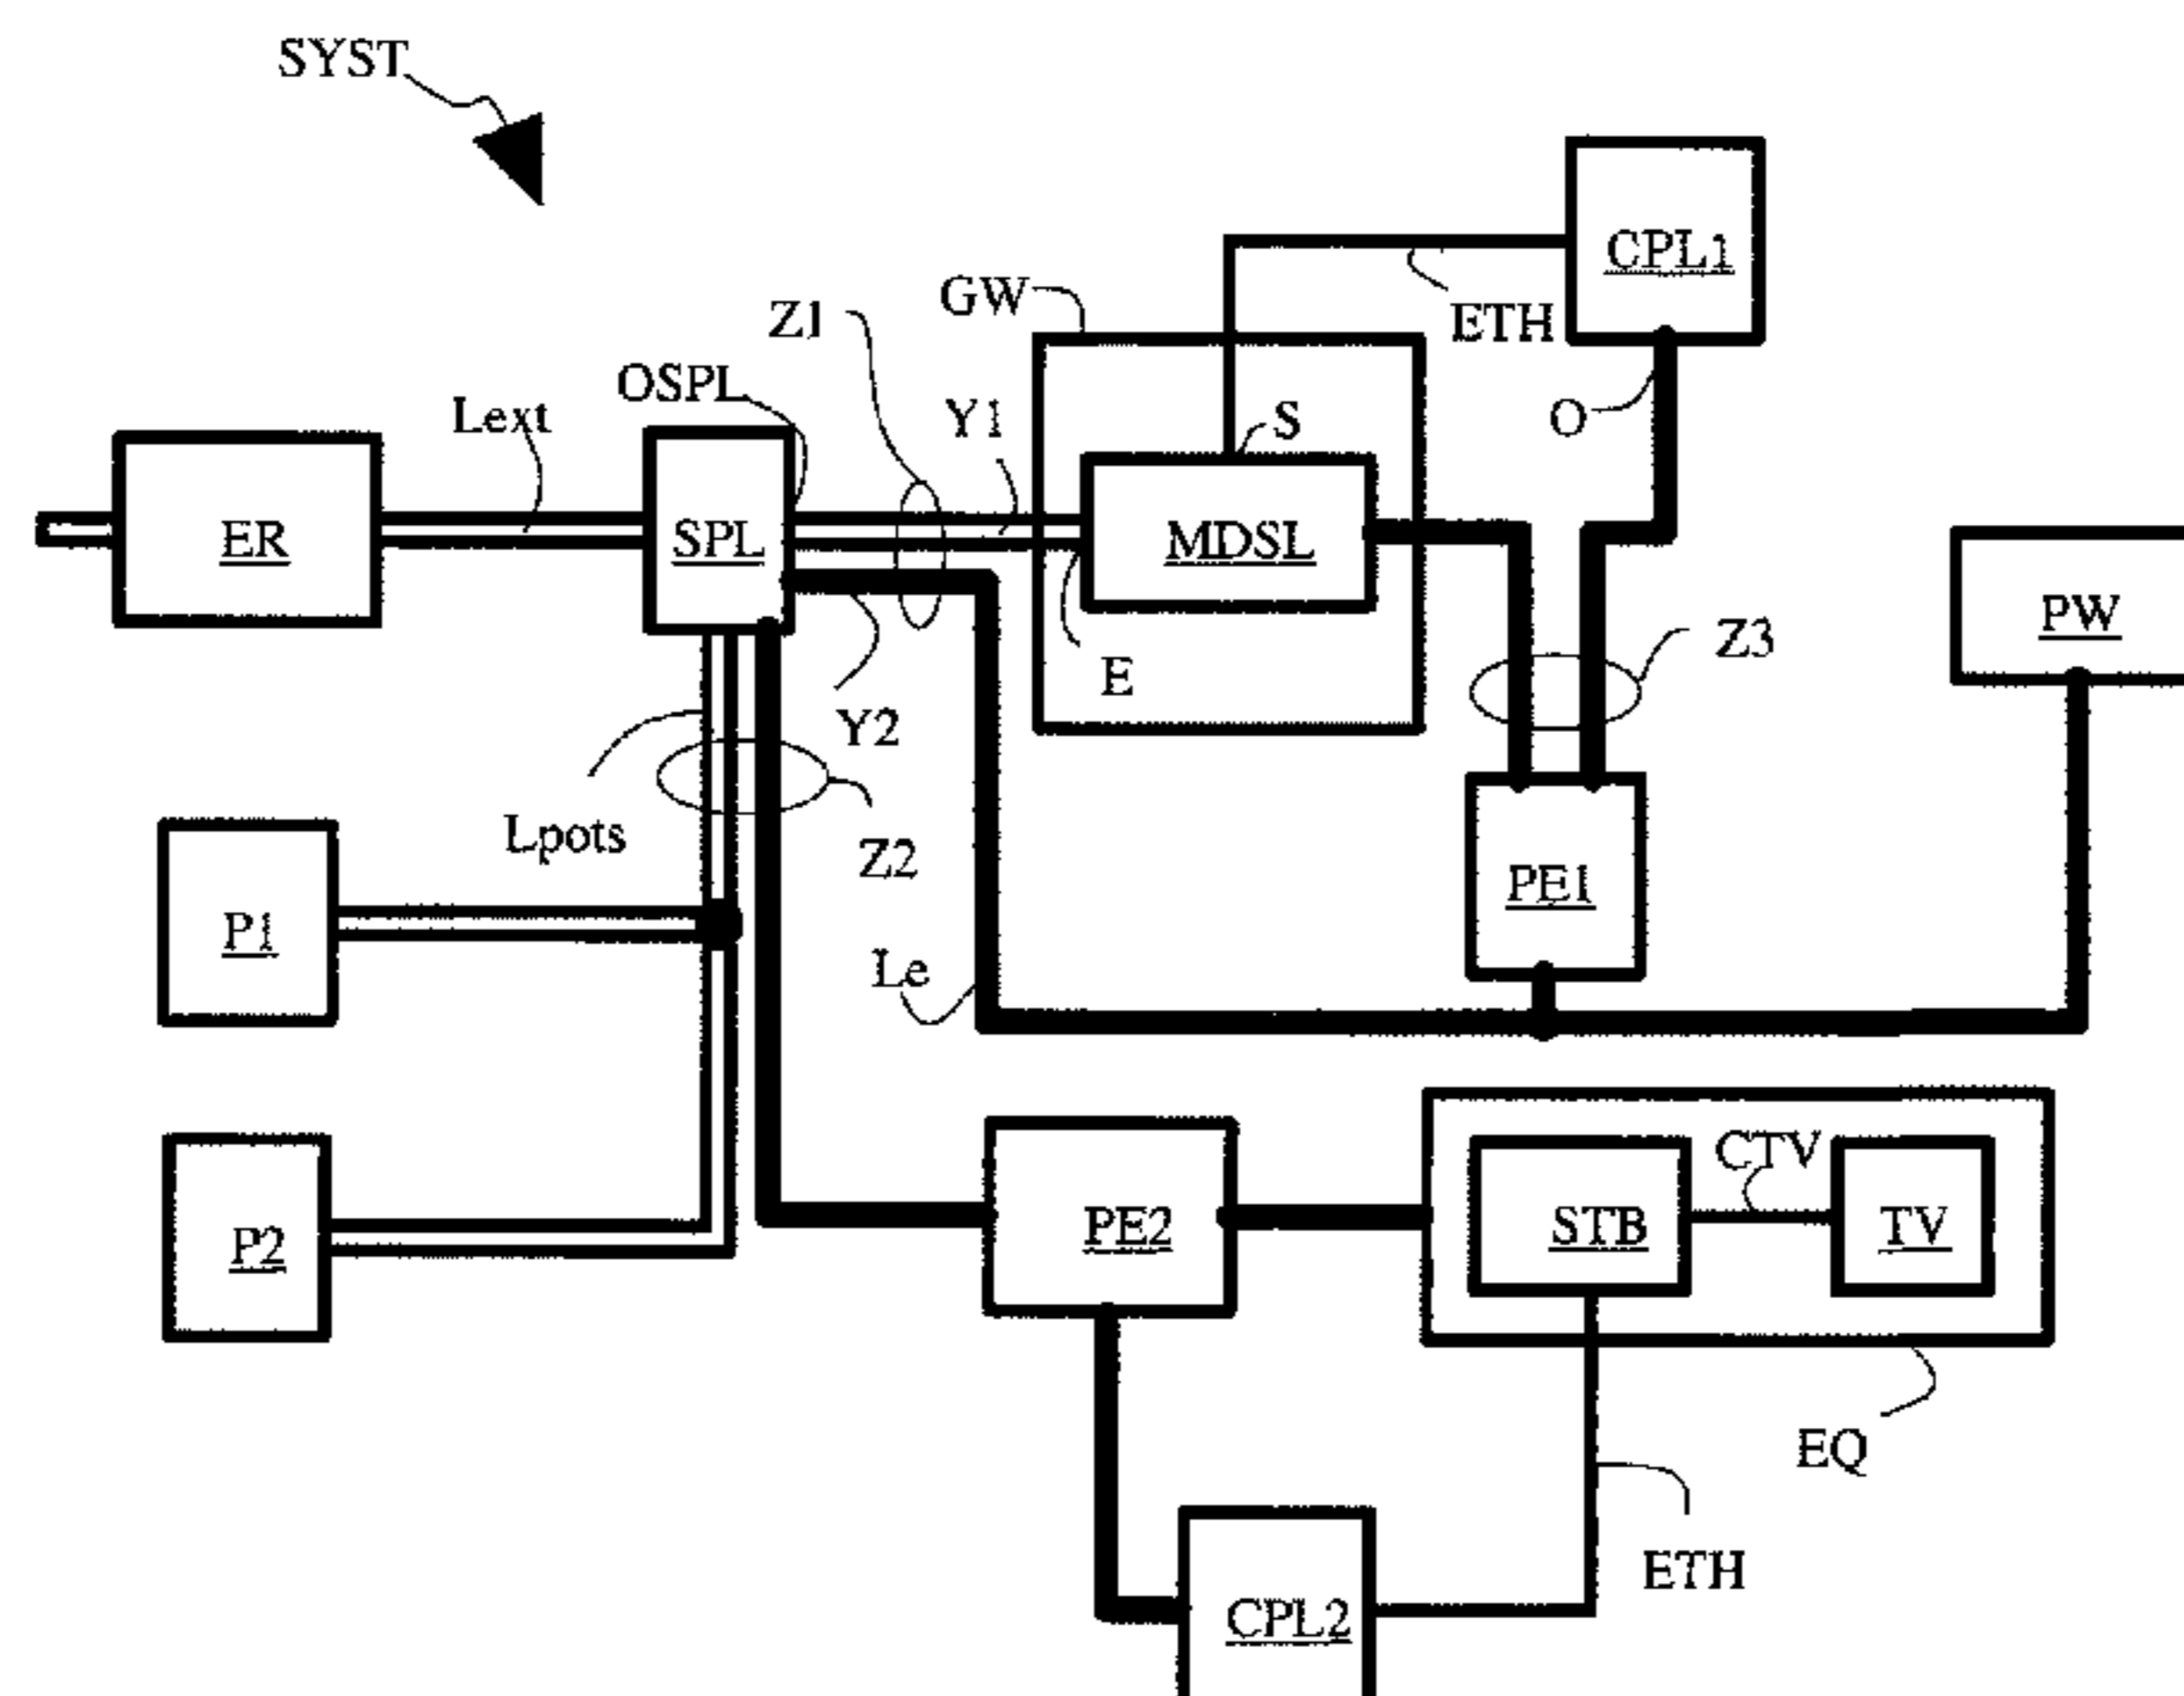 SYST
CPL1
GW
ETH
Z1
OSPL
Y1
Lext
S
O
ER
SPL
MDSL
PW
Z3
E
Y2
Lpots
Z2
PE1
P1
Le
CTV
PE2
STB
TV
P2
EQ
ETH
CPL2